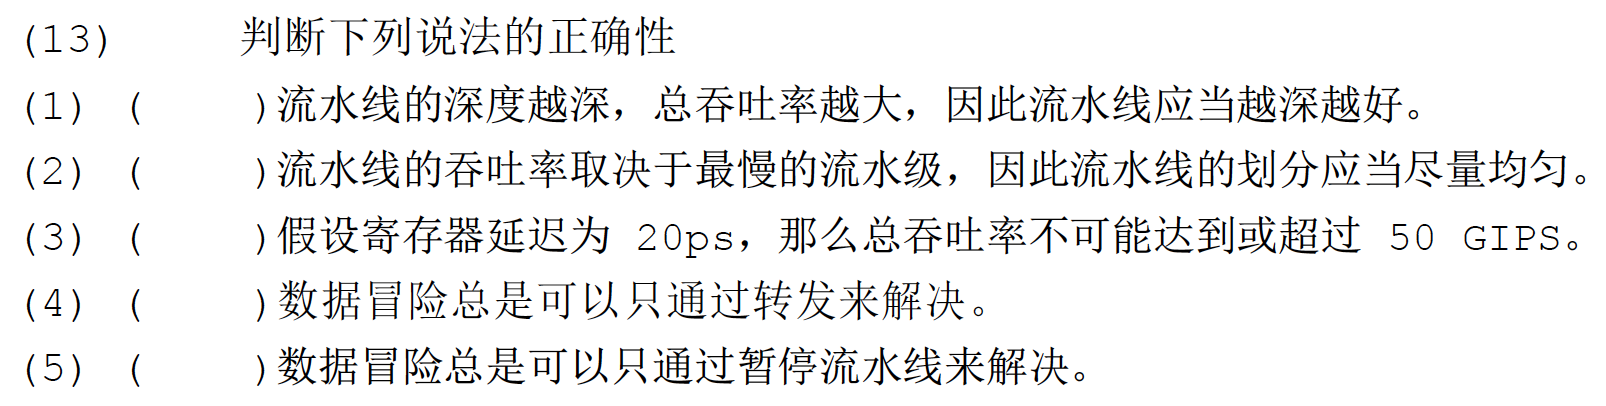 (13) 判断下列说法的正确性
(1) ( )流水线的深度越深，总吞吐率越大，因此流水线应当越深越好。
(2) ( )流水线的吞吐率取决于最慢的流水级，因此流水线的划分应当尽量均匀。
(3) ( )假设寄存器延迟为 20ps，那么总吞吐率不可能达到或超过 50 GIPS。
(4) ( )数据冒险总是可以只通过转发来解决。
(5) ( )数据冒险总是可以只通过暂停流水线来解决。